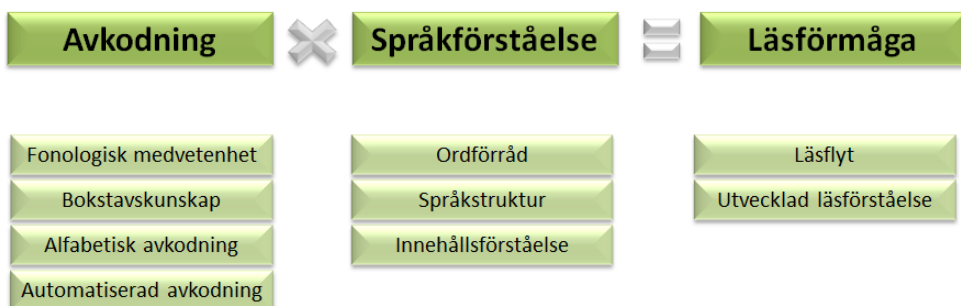 Avkodning
Språkförståelse
Läsförmåga
Fonologisk medvetenhet
Bokstavskunskap
Alfabetisk avkodning
Automatiserad avkodning
Ordförråd
Språkstruktur
Innehållsförståelse
Läsflyt
Utvecklad läsförståelse